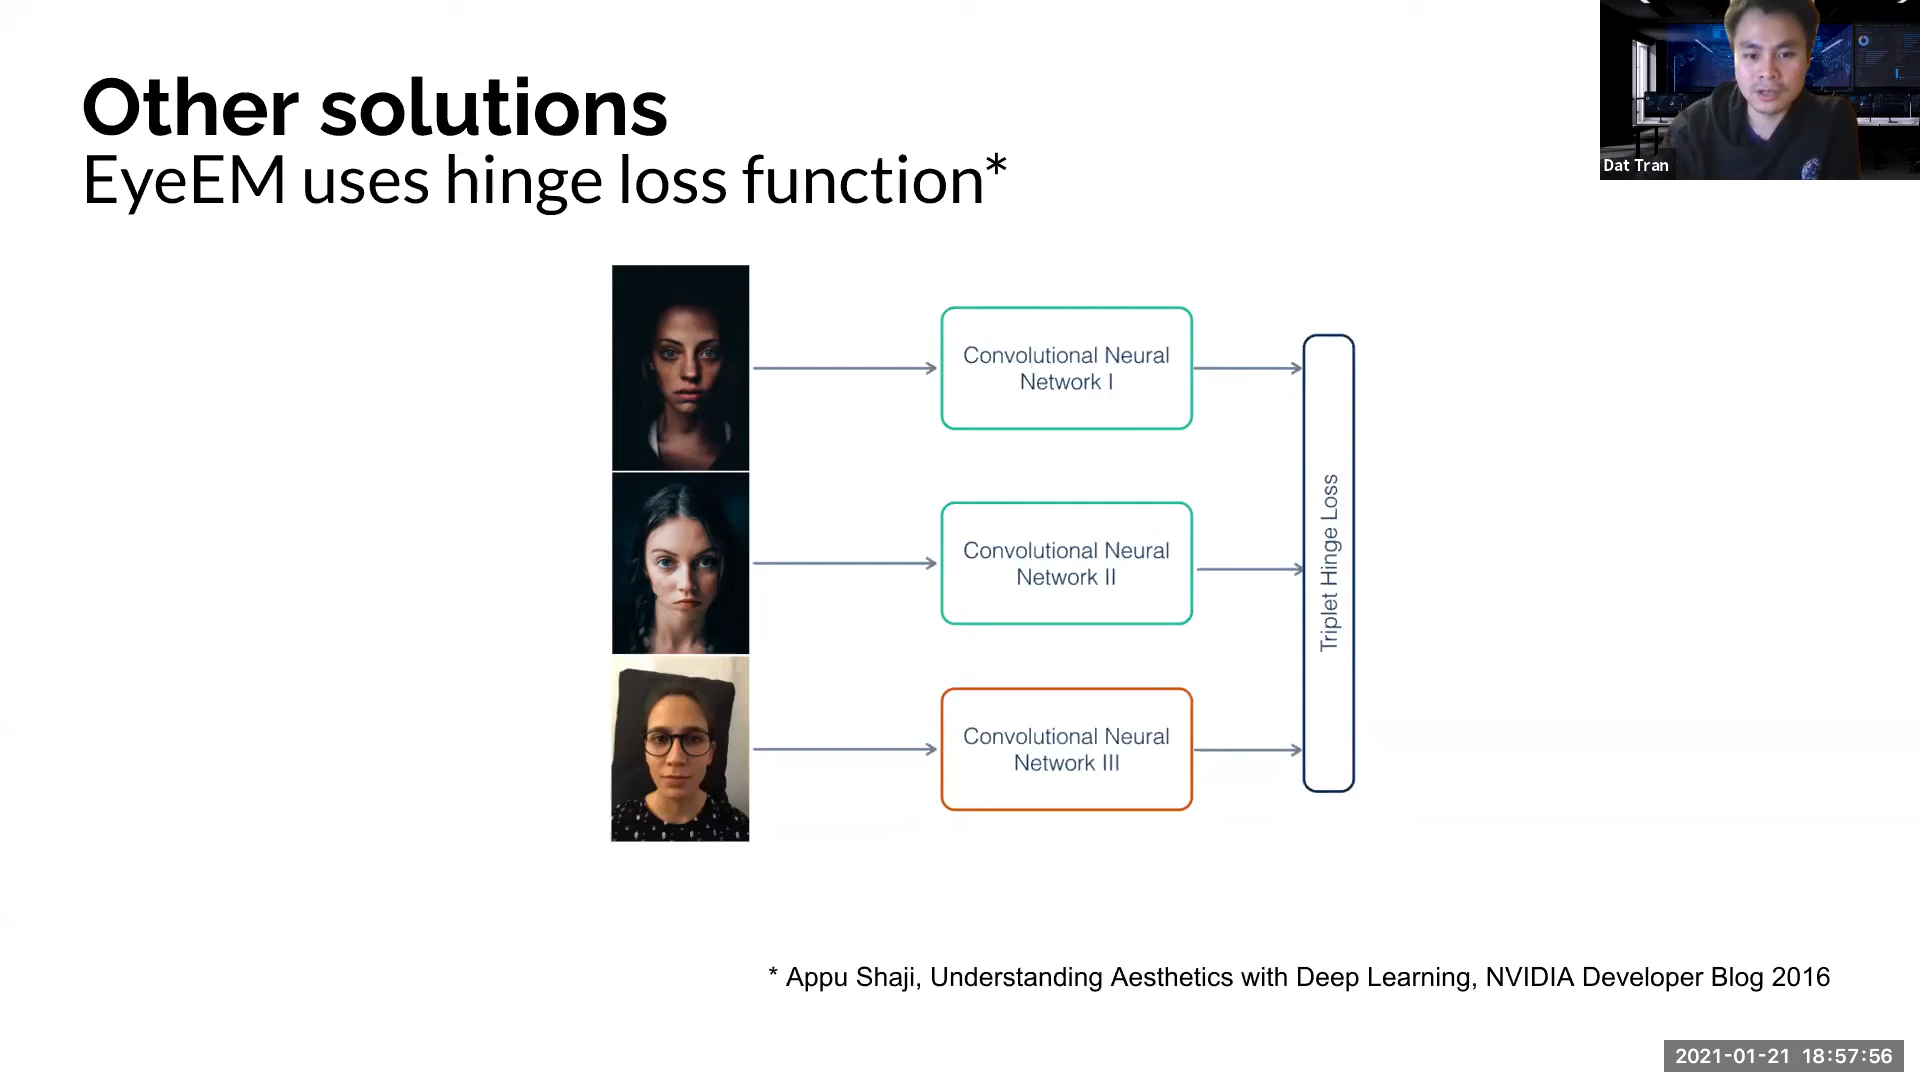 Other solutions
EyeEM uses hinge loss function*
Dat Tran
Convolutional Neural
Network I
Convolutional Neural
Network II
Convolutional Neural
Network III
Triplet Hinge Loss
* Appu Shaji, Understanding Aesthetics with Deep Learning, NVIDIA Developer Blog 2016
2021-01-21 18:57:56